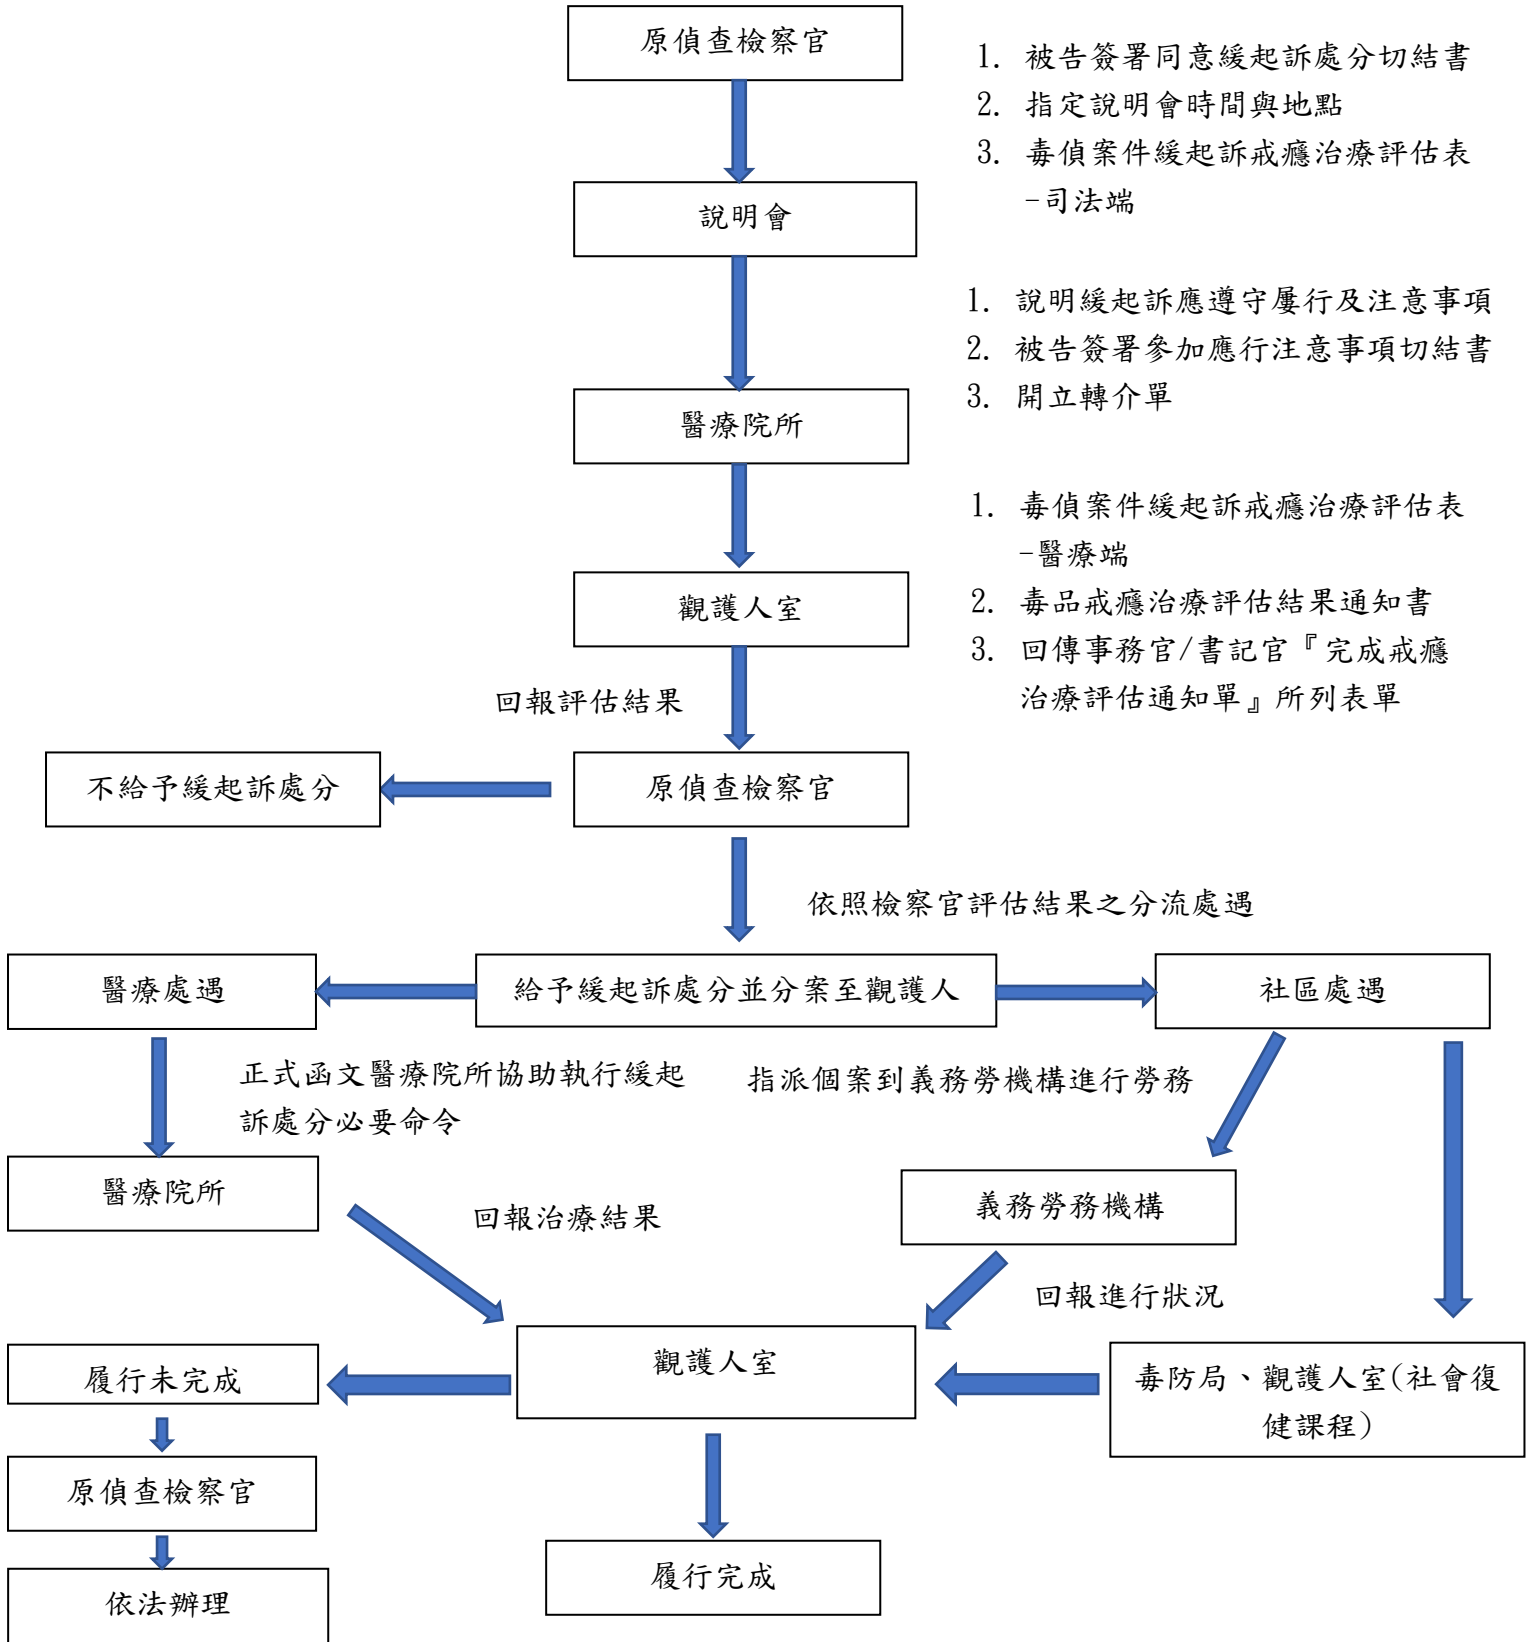 原偵查檢察官
1. 被告簽署同意緩起訴處分切結書
2. 指定說明會時間與地點
3. 毒偵案件緩起訴戒癮治療評估表
-司法端
說明會
1. 說明緩起訴應遵守屢行及注意事項
2. 被告簽署參加應行注意事項切結書
3. 開立轉介單
醫療院所
1. 毒偵案件緩起訴戒癮治療評估表
-醫療端
2. 毒品戒癮治療評估結果通知書
3. 回傳事務官/書記官『完成戒癮
治療評估通知單』所列表單
觀護人室
回報評估結果
不給予緩起訴處分
原偵查檢察官
依照檢察官評估結果之分流處遇
醫療處遇
給予緩起訴處分並分案至觀護人
社區處遇
正式函文醫療院所協助執行緩起
訴處分必要命令
指派個案到義務勞機構進行勞務
醫療院所
回報治療結果
義務勞務機構
回報進行狀況
履行未完成
觀護人室
毒防局、觀護人室(社會復
健課程)
原偵查檢察官
履行完成
依法辦理